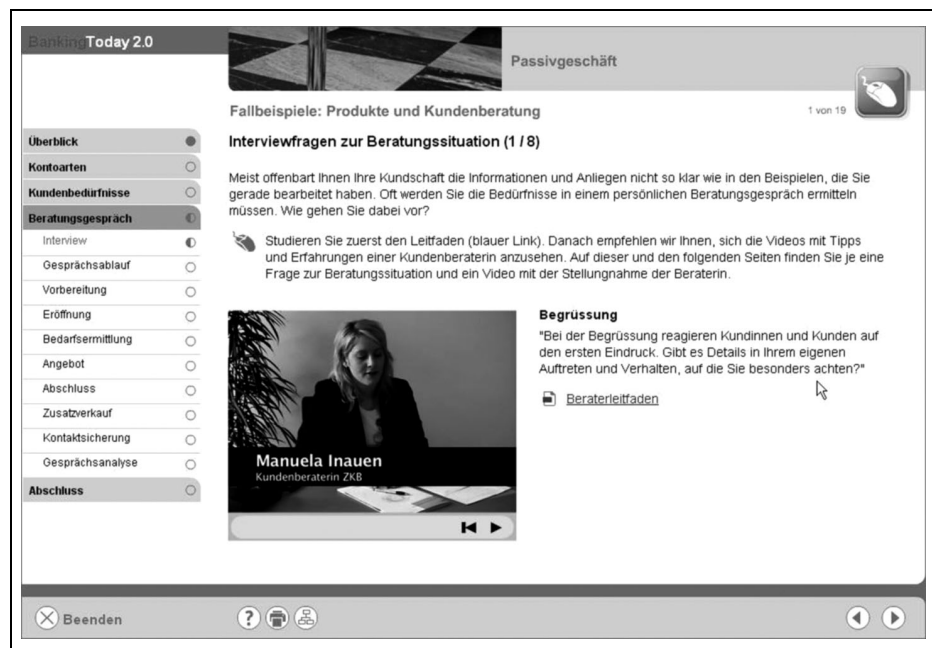 BankingToday 2.0
Passivgeschäft
Fallbeispiele: Produkte und Kundenberatung
1 von 19
Überblick
Kontoarten
Kundenbedürfnisse
Beratungsgespräch
Interview
Gesprächsablauf
Vorbereitung
Eröffnung
Bedarfsermittlung
Angebot
Abschluss
Zusatzverkauf
Kontaktsicherung
Gesprächsanalyse
Abschluss
Interviewfragen zur Beratungssituation (1 / 8)
Meist offenbart Ihnen Ihre Kundschaft die Informationen und Anliegen nicht so klar wie in den Beispielen, die Sie
gerade bearbeitet haben. Oft werden Sie die Bedürfnisse in einem persönlichen Beratungsgespräch ermitteln
müssen. Wie gehen Sie dabei vor?
Studieren Sie zuerst den Leitfaden (blauer Link). Danach empfehlen wir Ihnen, sich die Videos mit Tipps
und Erfahrungen einer Kundenberaterin anzusehen. Auf dieser und den folgenden Seiten finden Sie je eine
Frage zur Beratungssituation und ein Video mit der Stellungnahme der Beraterin.
Manuela Inauen
Kundenberaterin ZKB
Begrüssung
"Bei der Begrüssung reagieren Kundinnen und Kunden auf
den ersten Eindruck. Gibt es Details in Ihrem eigenen
Auftreten und Verhalten, auf die Sie besonders achten?"
Beraterleitfaden
Beenden
?